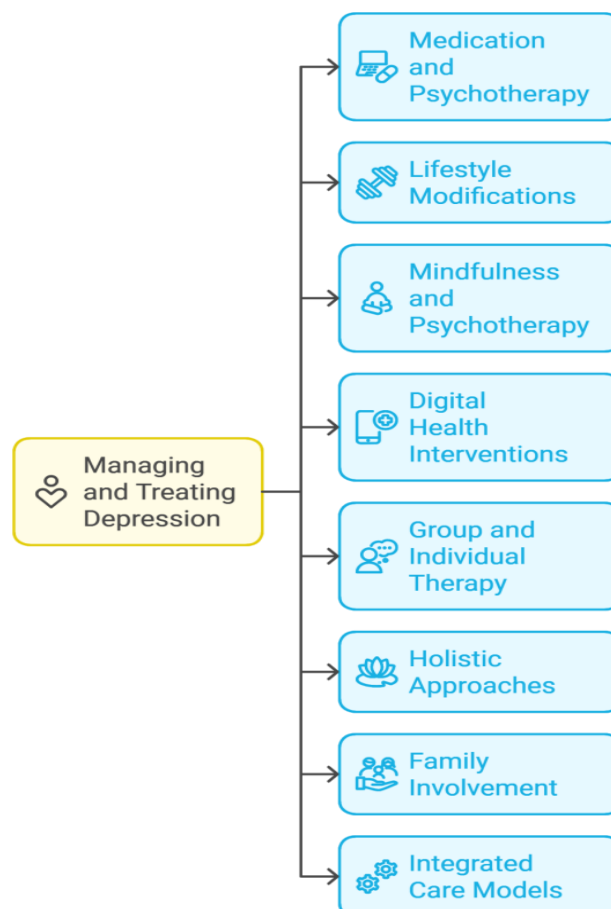 Medication
and
Psychotherapy
Lifestyle
Modifications
Mindfulness
and
Psychotherapy
Digital
Health
Interventions
Managing
and Treating
Depression
Group and
Individual
Therapy
Holistic
Approaches
Family
Involvement
Integrated
Care Models